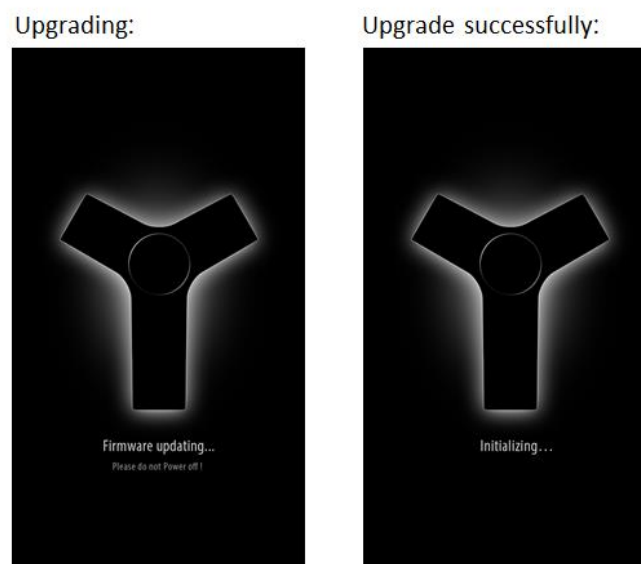 Upgrading:
Upgrade successfully:
Firmware updating...
Please do not Power off !
Initializing...